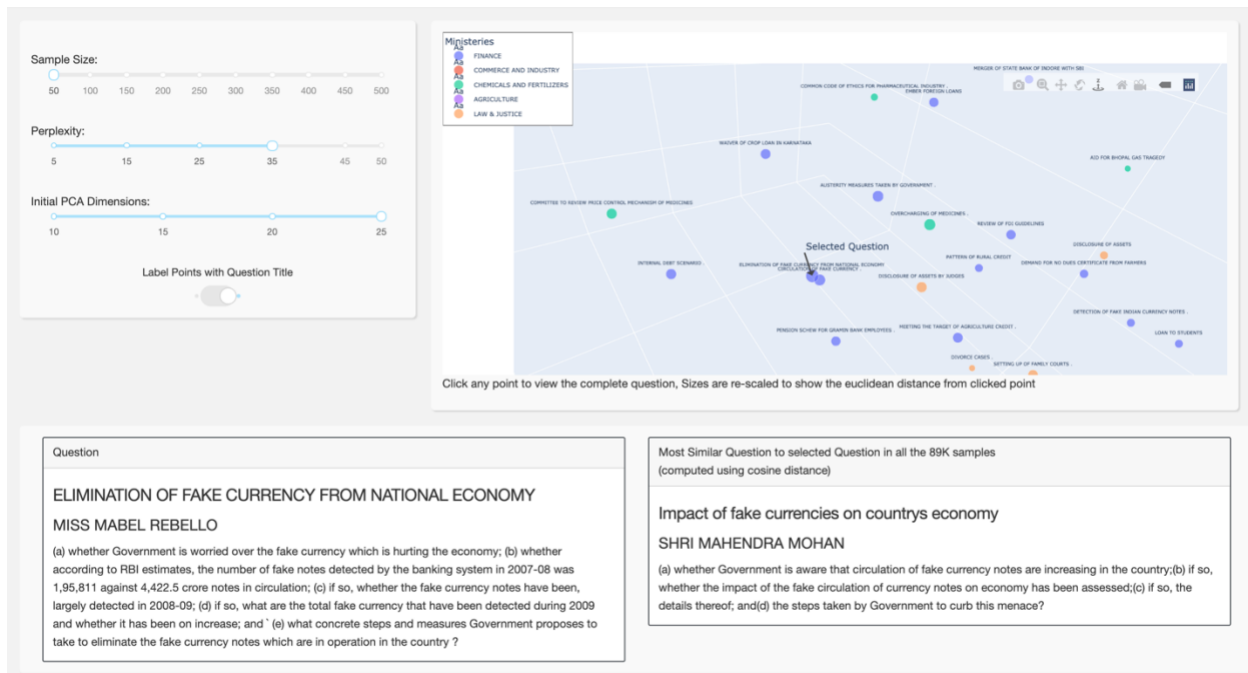 Sample Size:
50 100 150 200 250 300 350 400 450 500
Perplexity:
5 15 25 35 45 50
Initial PCA Dimensions:
10 15 20 25
Label Points with Question Title
Ministeries
Aa
FINANCE
Aa
COMMERCE AND INDUSTRY
Aa
CHEMICALS AND FERTILIZERS
Aa
AGRICULTURE
Aa
LAW & JUSTICE
MERGER OF STATE BANK OF INDORE WITH SBI
COMMON CODE OF ETHICS FOR PHARMACEUTICAL INDUSTRY .
EMBER FOREIGN LOANS
WAIVER OF CROP LOAN IN KARNATAKA
AID FOR BHOPAL GAS TRAGEDY
AUSTERITY MEASURES TAKEN BY GOVERNMENT .
COMMITTEE TO REVIEW PRICE CONTROL MECHANISM OF MEDICINES
OVERCHARGING OF MEDICINES .
REVIEW OF FDI GUIDELINES
Selected Question
DISCLOSURE OF ASSETS
PATTERN OF RURAL CREDIT
INTERNAL DEBT SCENARIO
ELIMINATION OF FAKE CURRENCY FROM NATIONAL ECONOMY
CIRCULATION OF FAKE CURRENCY .
DEMAND FOR NO DUES CERTIFICATE FROM FARMERS
DISCLOSURE OF ASSETS BY JUDGES
DETECTION OF FAKE INDIAN CURRENCY NOTES .
PENSION SCHEW FOR GRAMIN BANK EMPLOYEES .
MEETING THE TARGET OF AGRICULTURE CREDIT .
LOAN TO STUDENTS
DIVORCE CASES
SETTING UP OF FAMILY COURTS .
Click any point to view the complete question, Sizes are re-scaled to show the euclidean distance from clicked point
Question
ELIMINATION OF FAKE CURRENCY FROM NATIONAL ECONOMY
MISS MABEL REBELLO
(a) whether Government is worried over the fake currency which is hurting the economy; (b) whether
according to RBI estimates, the number of fake notes detected by the banking system in 2007-08 was
1,95,811 against 4,422.5 crore notes in circulation; (c) if so, whether the fake currency notes have been,
largely detected in 2008-09; (d) if so, what are the total fake currency that have been detected during 2009
and whether it has been on increase; and ` (e) what concrete steps and measures Government proposes to
take to eliminate the fake currency notes which are in operation in the country ?
Most Similar Question to selected Question in all the 89K samples
(computed using cosine distance)
Impact of fake currencies on countrys economy
SHRI MAHENDRA MOHAN
(a) whether Government is aware that circulation of fake currency notes are increasing in the country;(b) if so,
whether the impact of the fake circulation of currency notes on economy has been assessed;(c) if so, the
details thereof; and(d) the steps taken by Government to curb this menace?